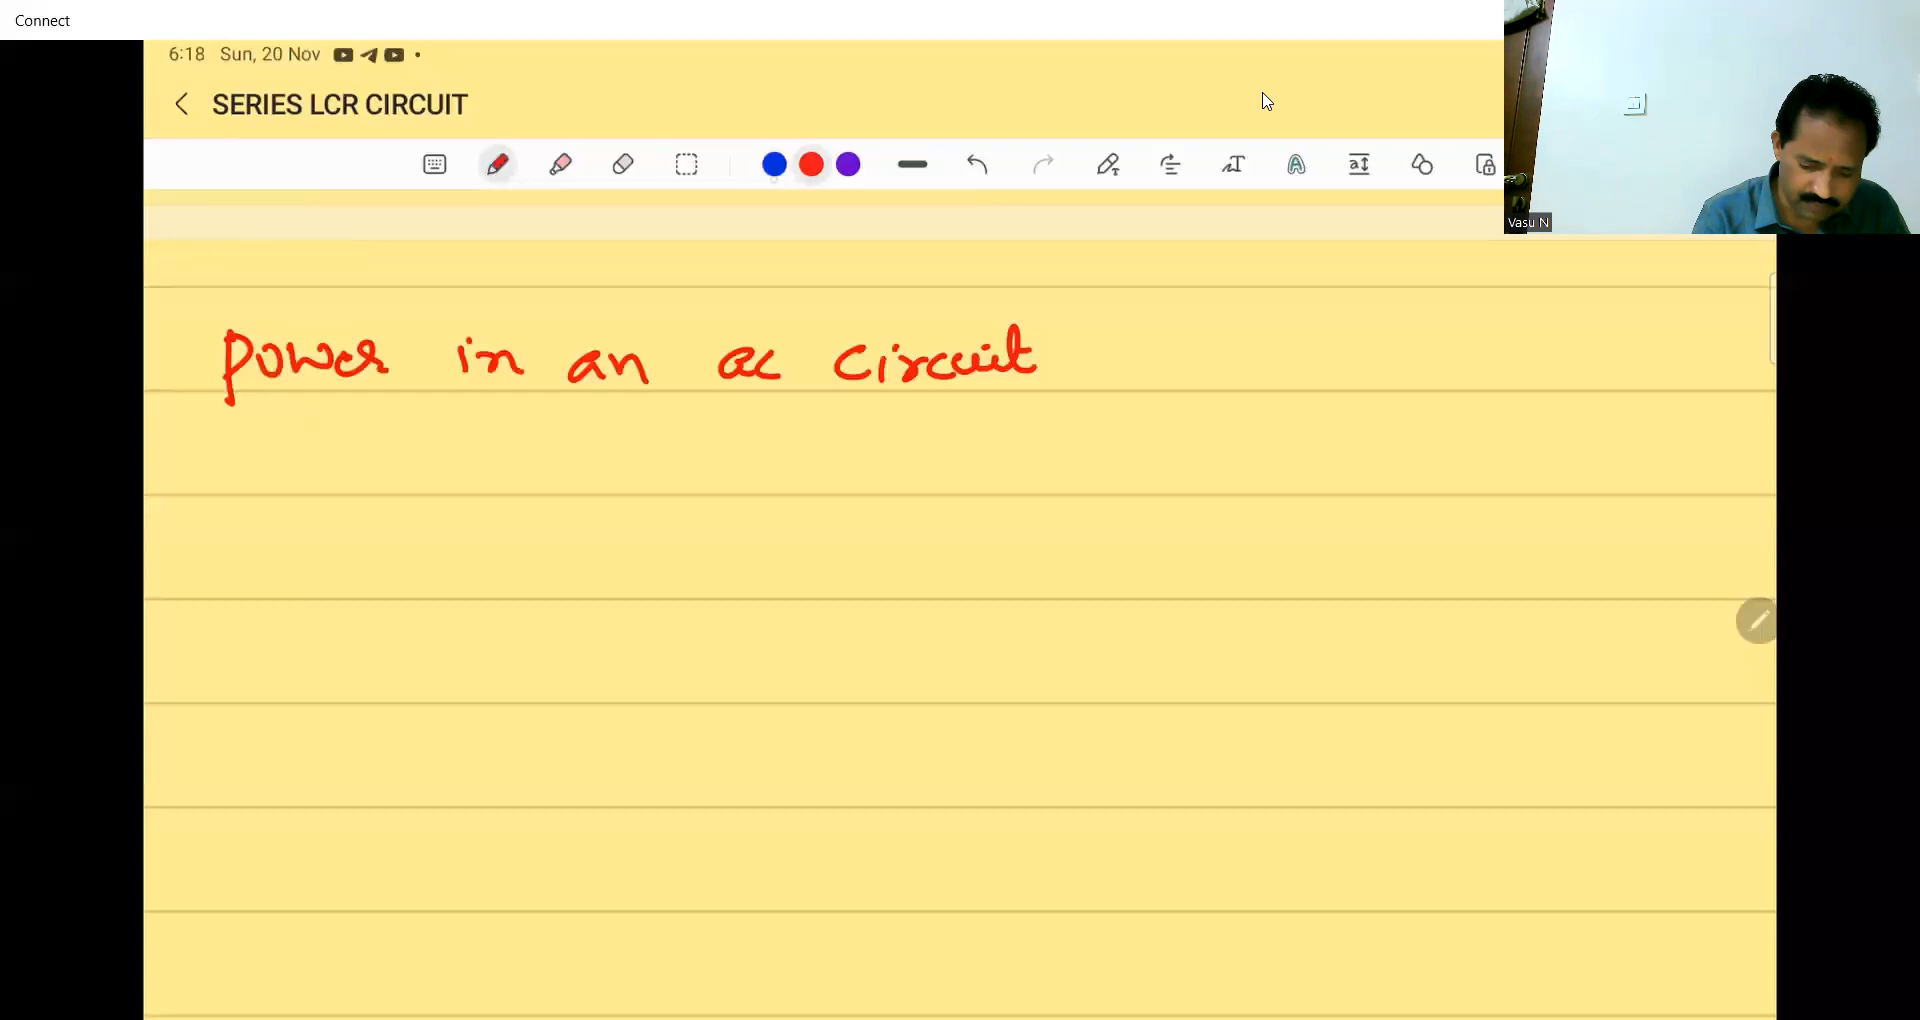 Connect
6:18 Sun, 20 Nov
SERIES LCR CIRCUIT
Vasu N
Power in an ac circuit